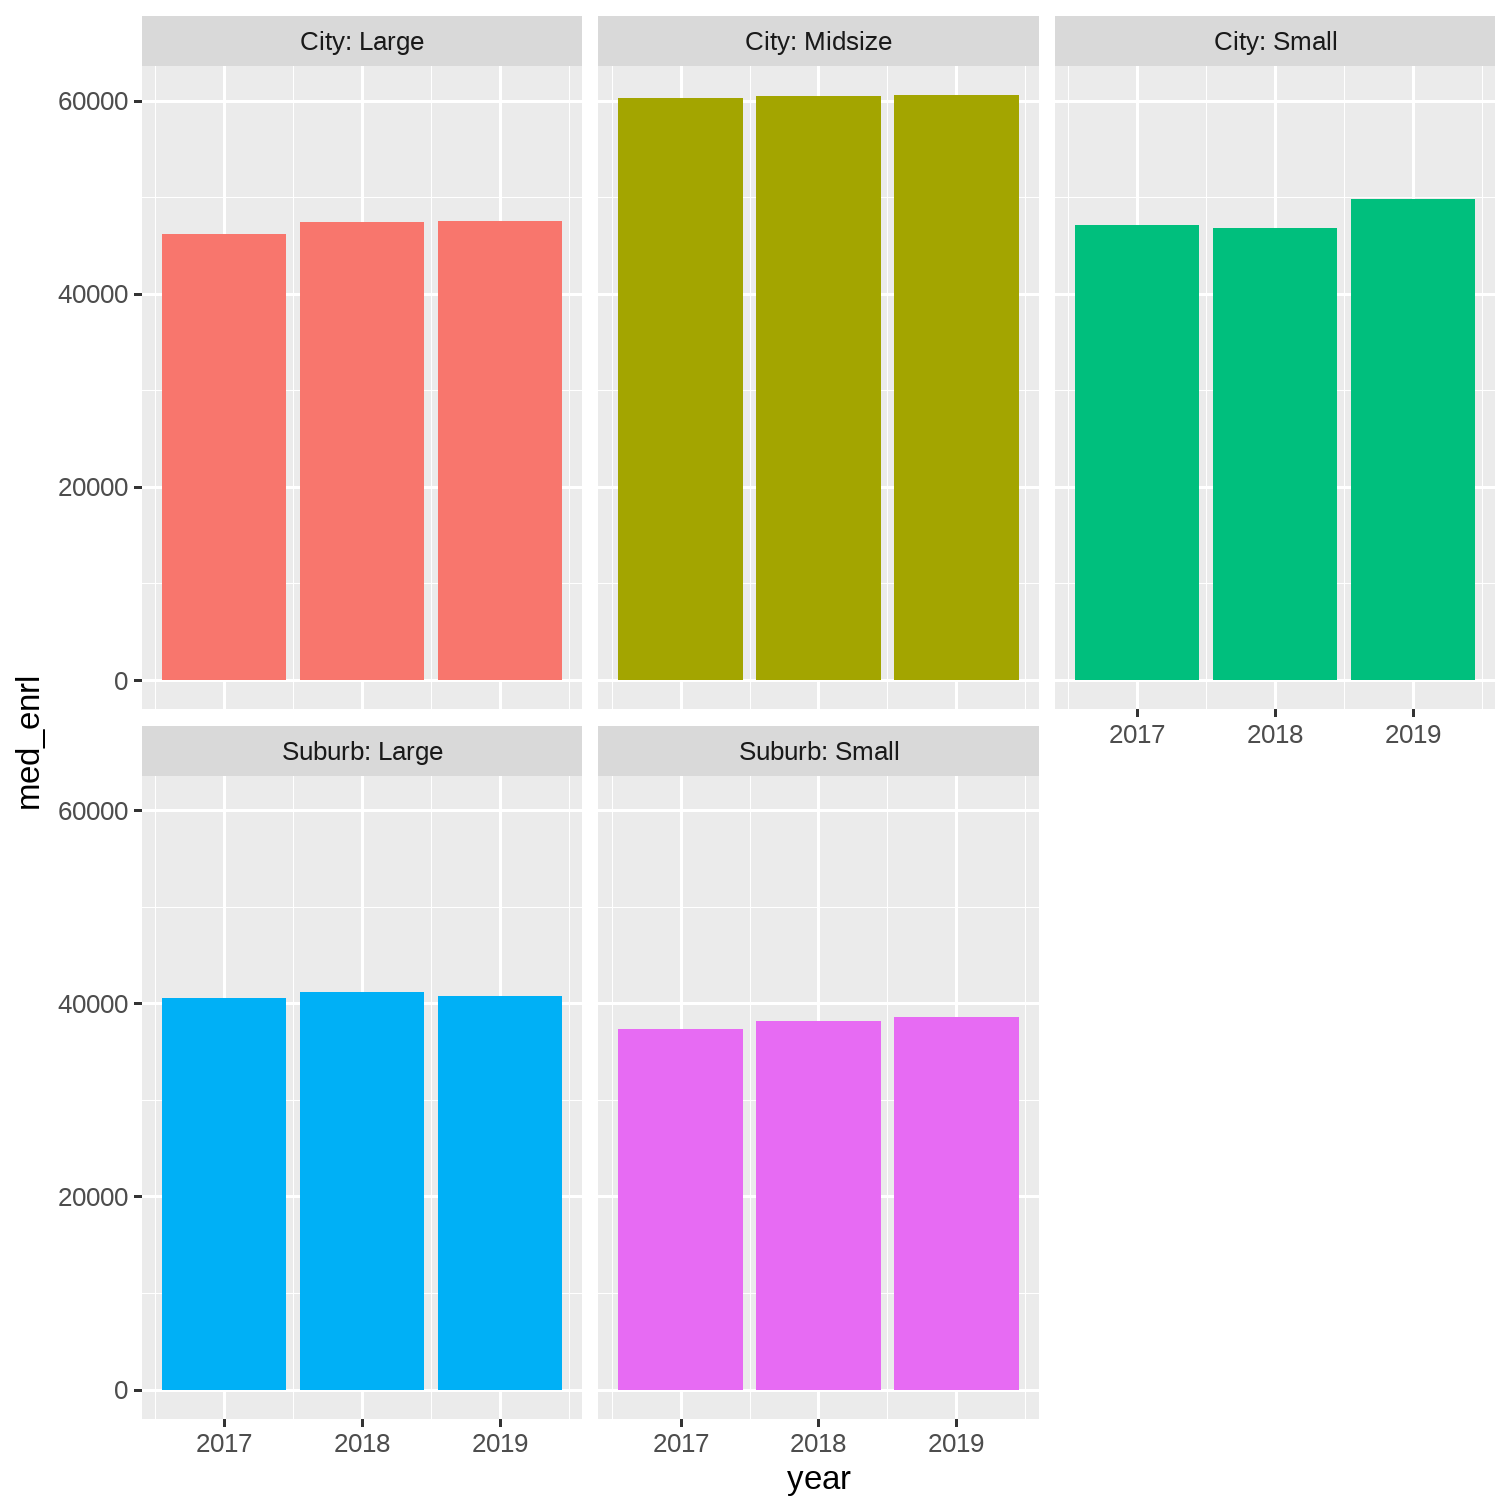 City: Large
City: Midsize
City: Small
60000
40000
20000
0
2017 2018 2019
Suburb: Large
Suburb: Small
60000
40000
20000
0
2017 2018 2019
2017 2018 2019
med_enrl
year